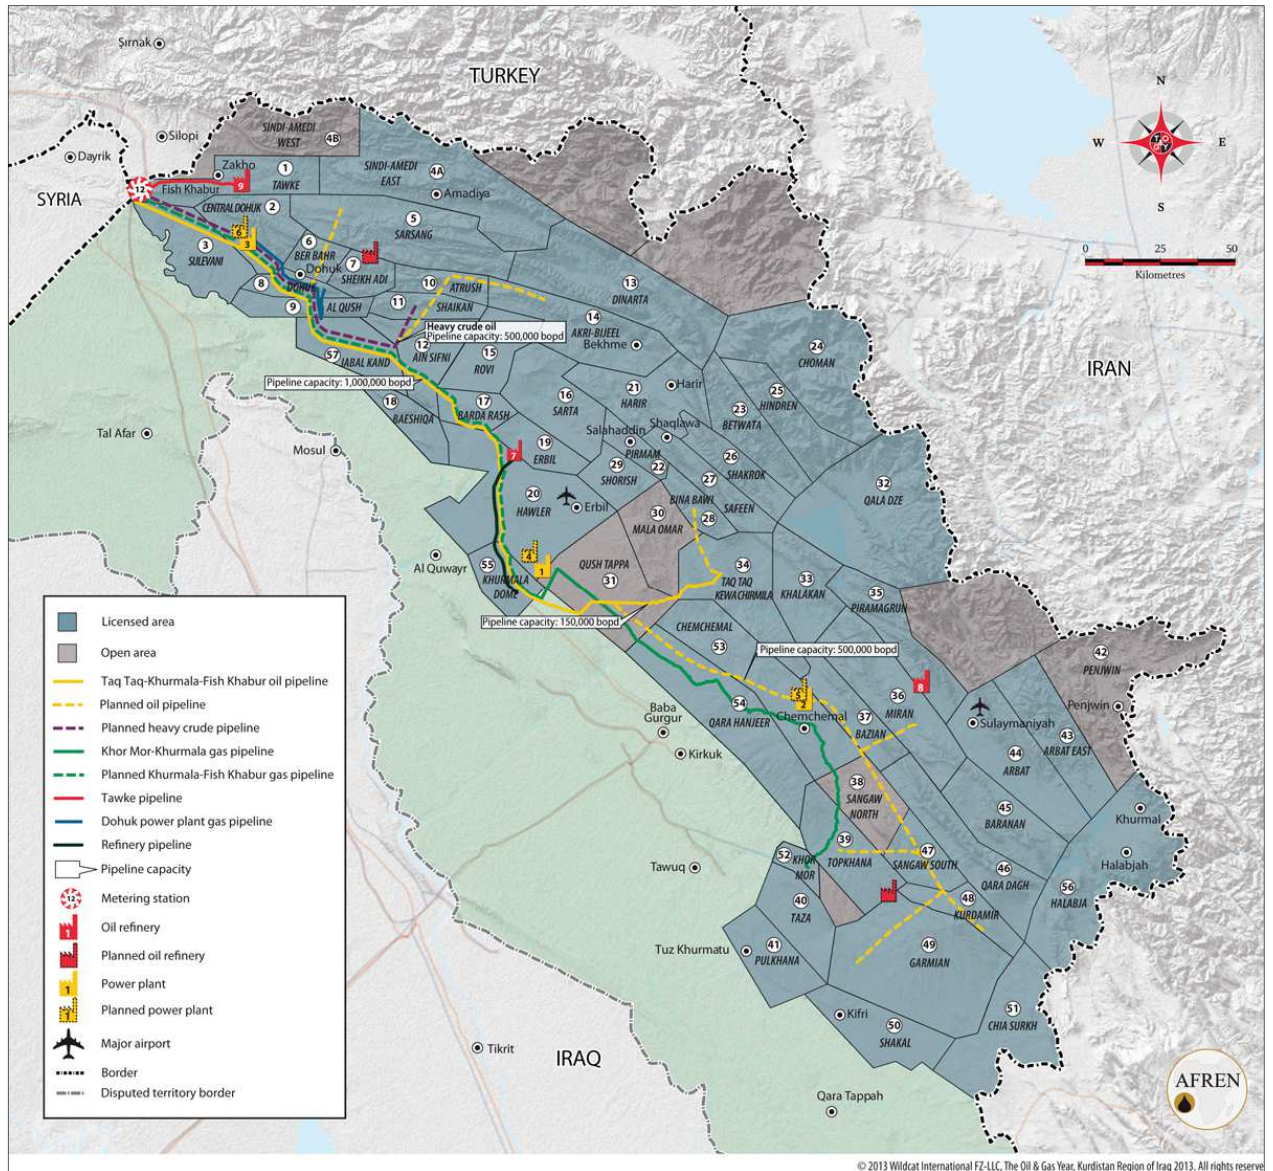 Şırnak
TURKEY
SINDI-AMEDI
WEST
4B
Silopi
Dayrik
Zakho
1
TAWKE
SINDI-AMEDI
EAST
4A
Amadiya
N
W
E
S
SYRIA
12
Fish Khabur
9
CENTRAL DOHUK
2
5
SARSANG
3
SULEVANI
6
3
6
BER BAHR
7
SHEIKH ADI
Dohuk
DOHUK
8
9
AL QUSH
10
ATRUSH
11
SHAIKAN
13
DINARTA
0
25
50
Kilometres
Heavy crude oil
Pipeline capacity: 500,000 bopd
14
AKRI-BIJEEL
Bekhme
24
CHOMAN
IRAN
57
JABAL KAND
12
AIN SIFNI
15
ROVI
Pipeline capacity: 1,000,000 bopd
18
BAESHIQA
17
BARDA RASH
16
SARTA
21
HARIR
Harir
25
HINDREN
23
BETWATA
Tal Afar
Mosul
7
19
ERBIL
Salahaddin
Shaqlawa
PIRMAM
22
29
SHORISH
26
SHAKROK
27
SAFEEN
BINA BAWI
28
32
QALA DZE
20
HAWLER
Erbil
30
MALA OMAR
Al Quwayr
55
KHURMALA
DOME
4
1
QUSH TAPPA
31
34
TAQ TAQ
KEWA CHIRMILA
33
KHALAKAN
35
PIRAMAGRUN
Pipeline capacity: 150,000 bopd
CHEMCHEMAL
53
Pipeline capacity: 500,000 bopd
42
PENJWIN
Penjwin
8
36
MIRAN
5
2
Chemchemal
37
BAZIAN
54
QARA HANJEER
Baba
Gurgur
Kirkuk
Sulaymaniyah
43
ARBAT EAST
44
ARBAT
38
SANGAW
NORTH
45
BARANAN
Khurmal
Halabjah
39
TOPKHANA
47
SANGAW SOUTH
46
QARA DAGH
56
HALABJA
Tawuq
52
KHOR
MOR
40
TAZA
48
KURDAMIR
Tuz Khurmatu
41
PULKHANA
49
GARMIAN
Kifri
50
SHAKAL
51
CHIA SURKH
Tikrit
IRAQ
Qara Tappah
AFREN
Licensed area
Open area
Taq Taq-Khurmala-Fish Khabur oil pipeline
Planned oil pipeline
Planned heavy crude pipeline
Khor Mor-Khurmala gas pipeline
Planned Khurmala-Fish Khabur gas pipeline
Tawke pipeline
Dohuk power plant gas pipeline
Refinery pipeline
Pipeline capacity
12 Metering station
1 Oil refinery
Planned oil refinery
1 Power plant
1 Planned power plant
Major airport
Border
Disputed territory border
© 2013 Wildcat International FZ-LLC, The Oil & Gas Year, Kurdistan Region of Iraq 2013. All rights reserve